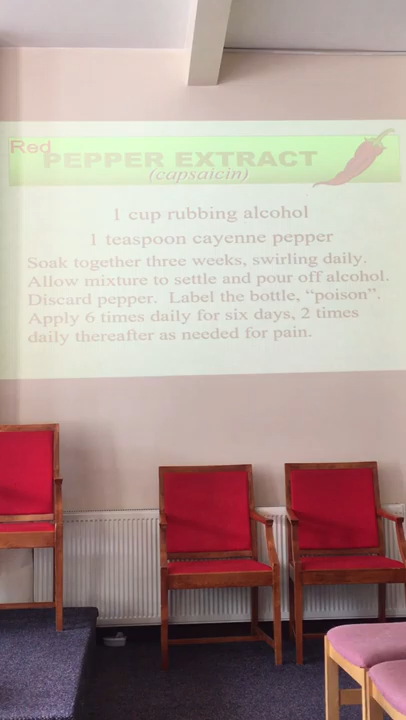 Red
PEPPER EXTRACT
(capsaicin)
1 cup rubbing alcohol
1 teaspoon cayenne pepper
Soak together three weeks, swirling daily.
Allow mixture to settle and pour off alcohol.
Discard pepper. Label the bottle, “poison”.
Apply 6 times daily for six days, 2 times
daily thereafter as needed for pain.